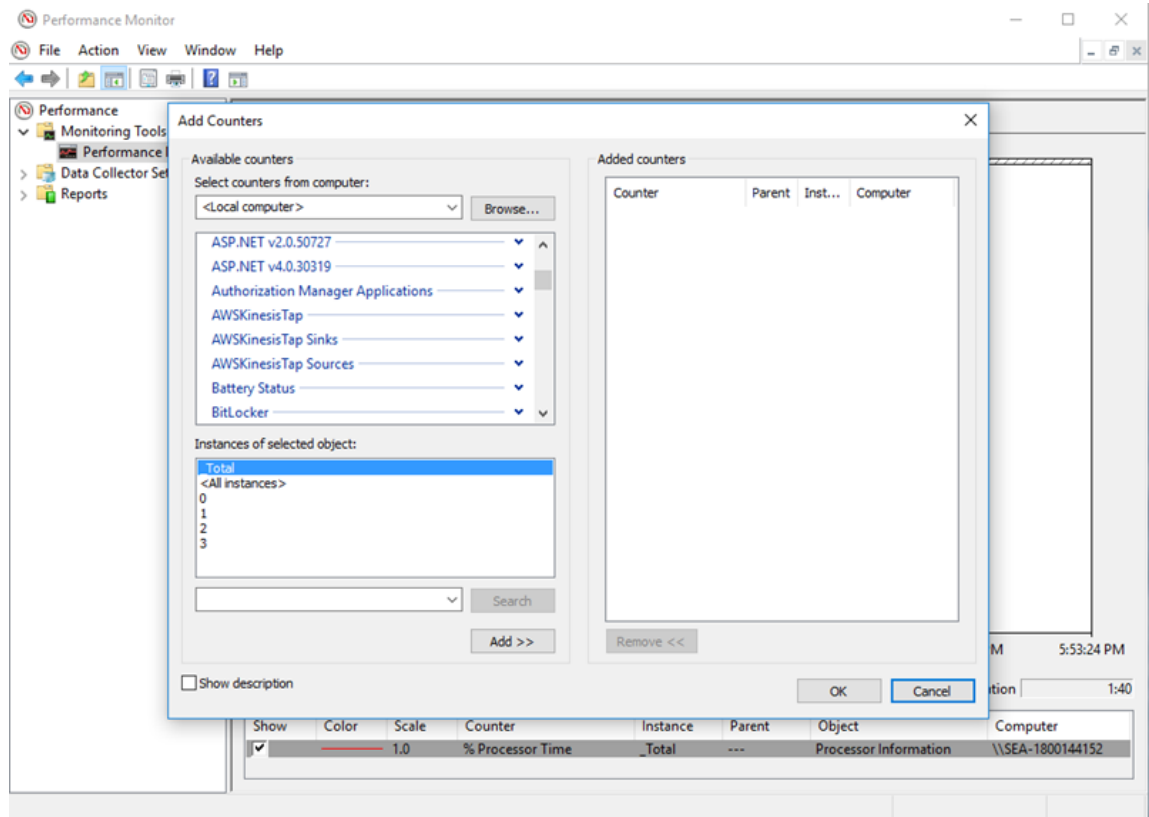 Performance Monitor
File Action View Window Help
Performance
Monitoring Tools
Performance
Data Collector Set
Reports
Add Counters
Available counters
Select counters from computer:
<Local computer>
Browse...
ASP.NET v2.0.50727
ASP.NET v4.0.30319
Authorization Manager Applications
AWSKinesisTap
AWSKinesisTap Sinks
AWSKinesisTap Sources
Battery Status
BitLocker
Instances of selected object:
_Total
<All instances>
0
1
2
3
Search
Add >>
Show description
Added counters
Counter Parent Inst... Computer
Remove <<
OK Cancel
M 5:53:24 PM
ation 1:40
Show Color Scale Counter Instance Parent Object Computer
1.0 % Processor Time _Total --- Processor Information \\SEA-1800144152